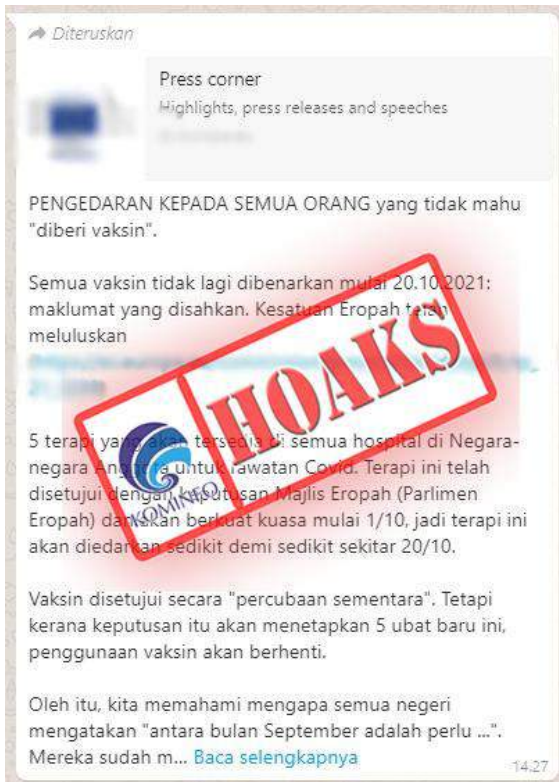 Diteruskan
Press corner
Highlights, press releases and speeches
PENGEDARAN KEPADA SEMUA ORANG yang tidak mahu
"diberi vaksin".
Semua vaksin tidak lagi dibenarkan mulai 20.10.2021:
maklumat yang disahkan. Kesatuan Eropah telah
meluluskan
HOAKS
KOMINFO
5 terapi yang akan tersedia di semua hospital di Negara-
negara Anggota untuk rawatan Covid. Terapi ini telah
disetujui dengan keputusan Majlis Eropah (Parlimen
Eropah) dan akan berkuat kuasa mulai 1/10, jadi terapi ini
akan diedarkan sedikit demi sedikit sekitar 20/10.
Vaksin disetujui secara "percubaan sementara". Tetapi
kerana keputusan itu akan menetapkan 5 ubat baru ini,
penggunaan vaksin akan berhenti.
Oleh itu, kita memahami mengapa semua negeri
mengatakan "antara bulan September adalah perlu ...".
Mereka sudah m... Baca selengkapnya
14.27